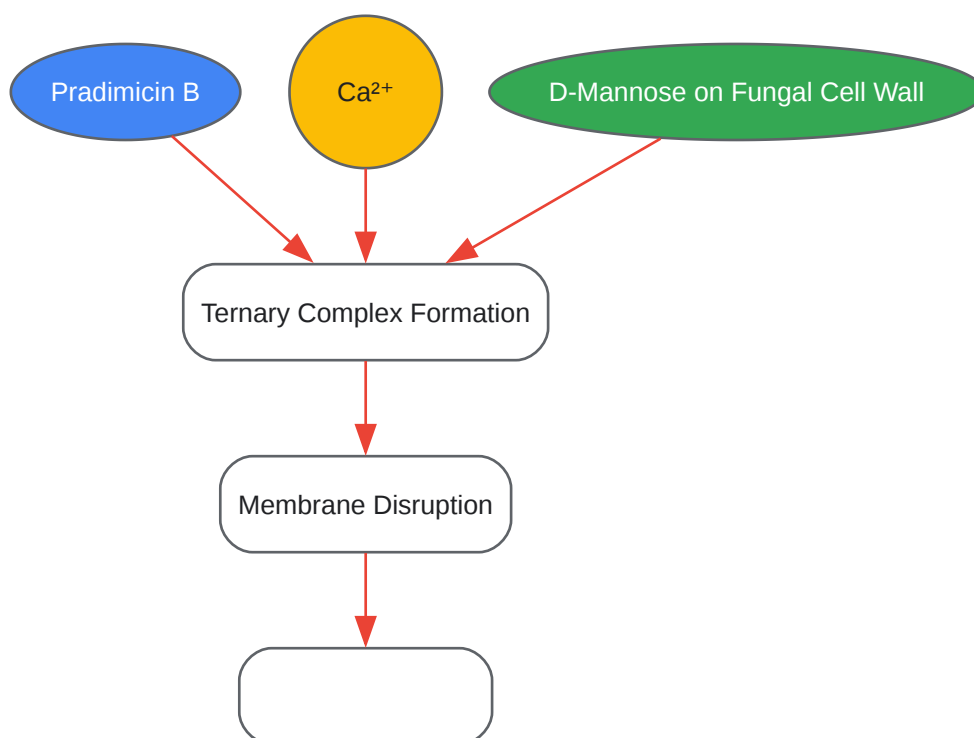 Pradimicin B
Ca²⁺
D-Mannose on Fungal Cell Wall
Ternary Complex Formation
Membrane Disruption